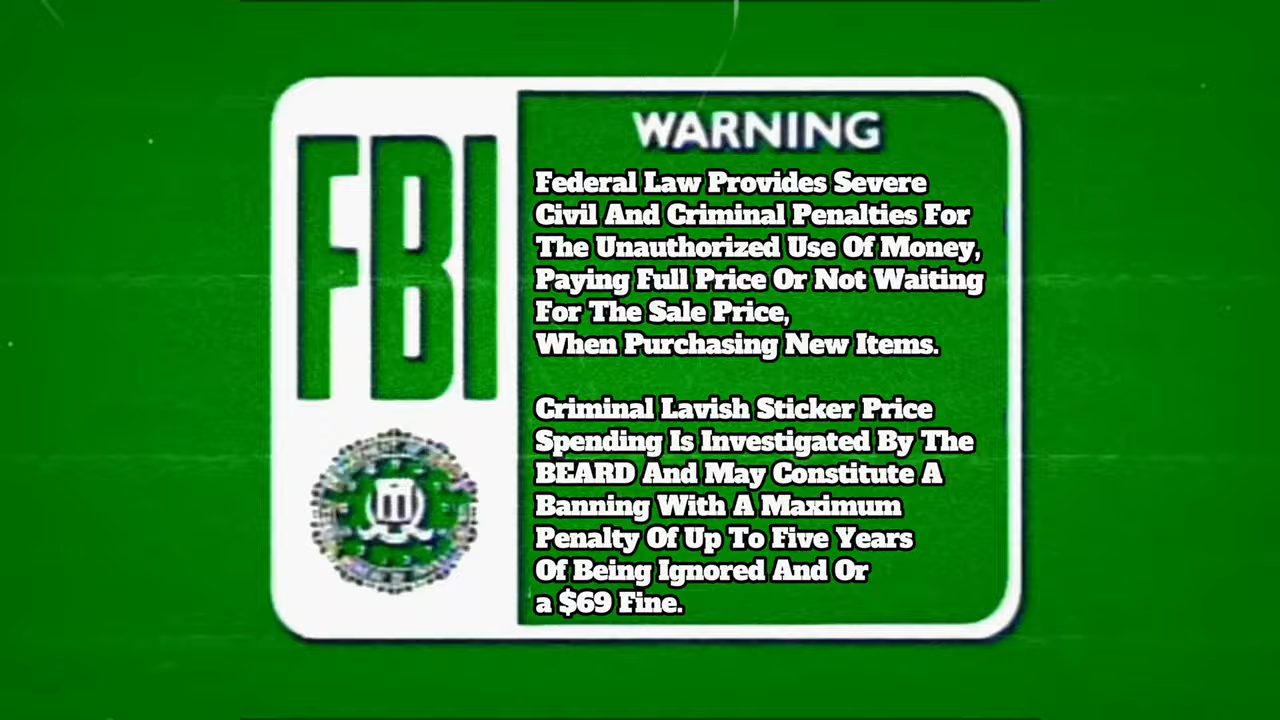 FBI
WARNING
Federal Law Provides Severe
Civil And Criminal Penalties For
The Unauthorized Use Of Money,
Paying Full Price Or Not Waiting
For The Sale Price,
When Purchasing New Items.
Criminal Lavish Sticker Price
Spending Is Investigated By The
BEARD And May Constitute A
Banning With A Maximum
Penalty Of Up To Five Years
Of Being Ignored And Or
a $69 Fine.